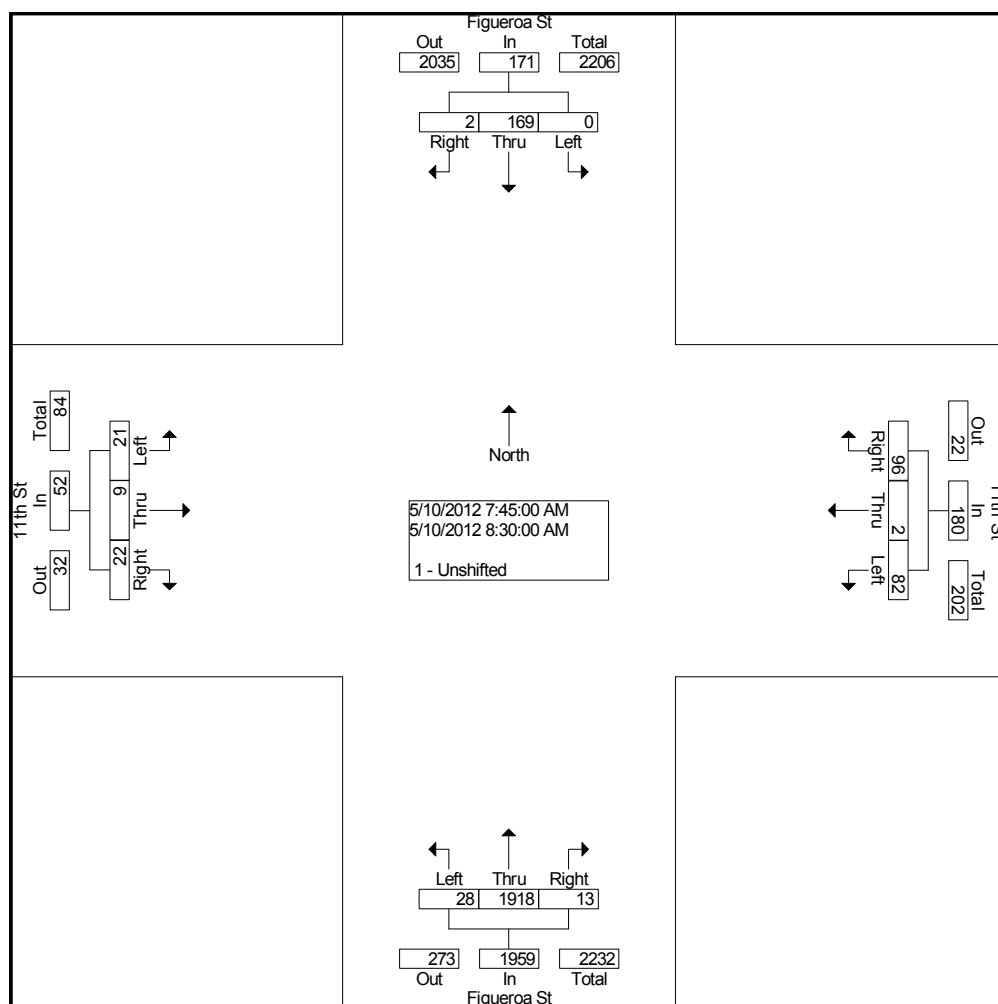 Figueroa St
Out In Total
2035 171 2206
2 169 0
Right Thru Left
11th St
Total In Out
84 52 32
21 9 22
Left Thru Right
North
5/10/2012 7:45:00 AM
5/10/2012 8:30:00 AM
1 - Unshifted
Right Thru Left
96 2 82
22 180 202
Out In Total
11th St
Left Thru Right
28 1918 13
273 1959 2232
Out In Total
Figueroa St